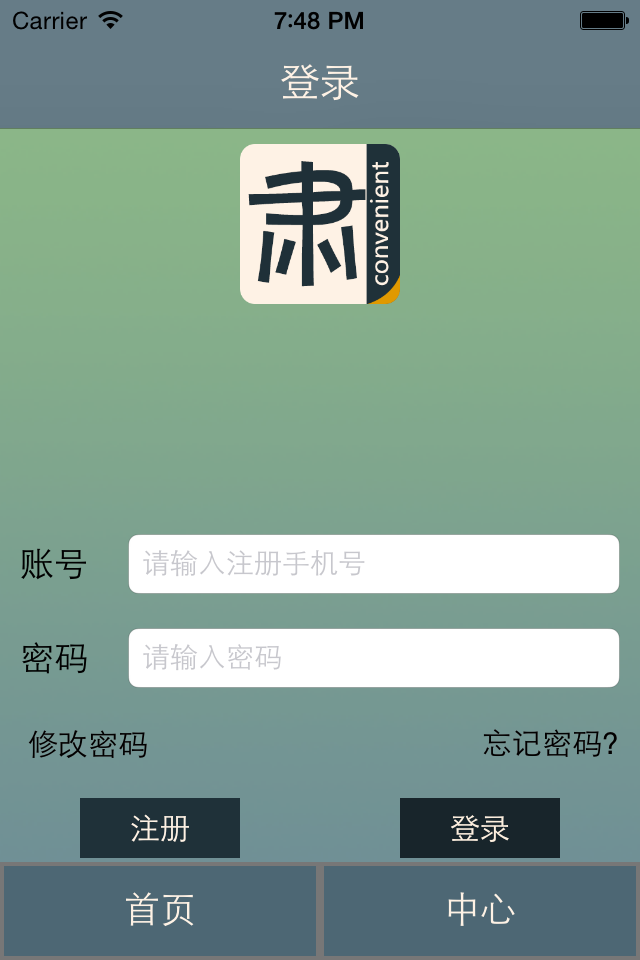 Carrier 7:48 PM
登录
肃 convenient
账号 请输入注册手机号
密码 请输入密码
修改密码 忘记密码?
注册 登录
首页 中心